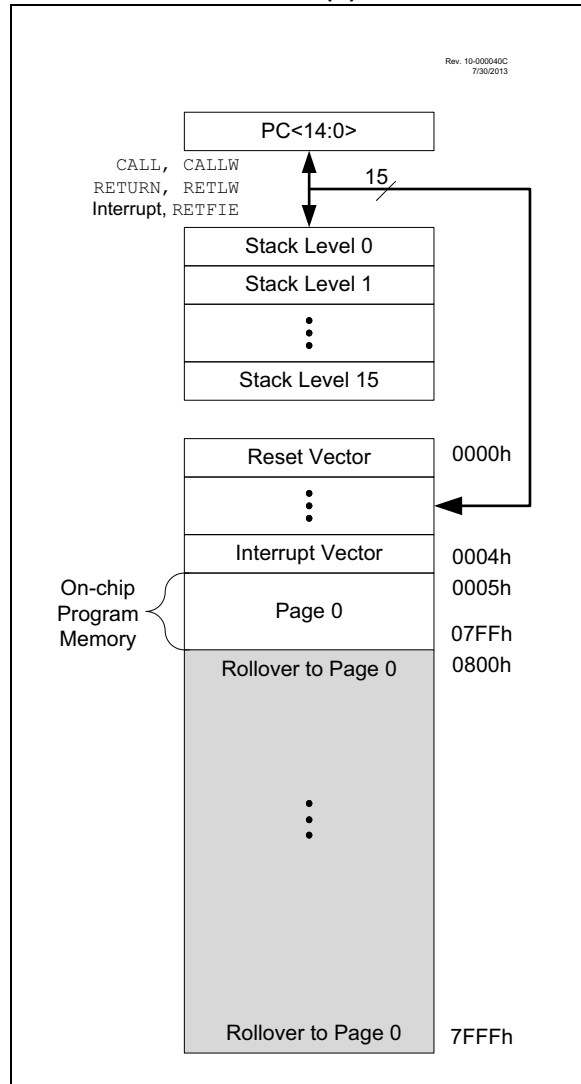 Rev. 10-000040C
7/30/2013
PC<14:0>
CALL, CALLW
RETURN, RETLW
Interrupt, RETFIE
15
Stack Level 0
Stack Level 1
Stack Level 15
Reset Vector
0000h
Interrupt Vector
0004h
On-chip
Program
Memory
Page 0
0005h
07FFh
Rollover to Page 0
0800h
Rollover to Page 0
7FFFh